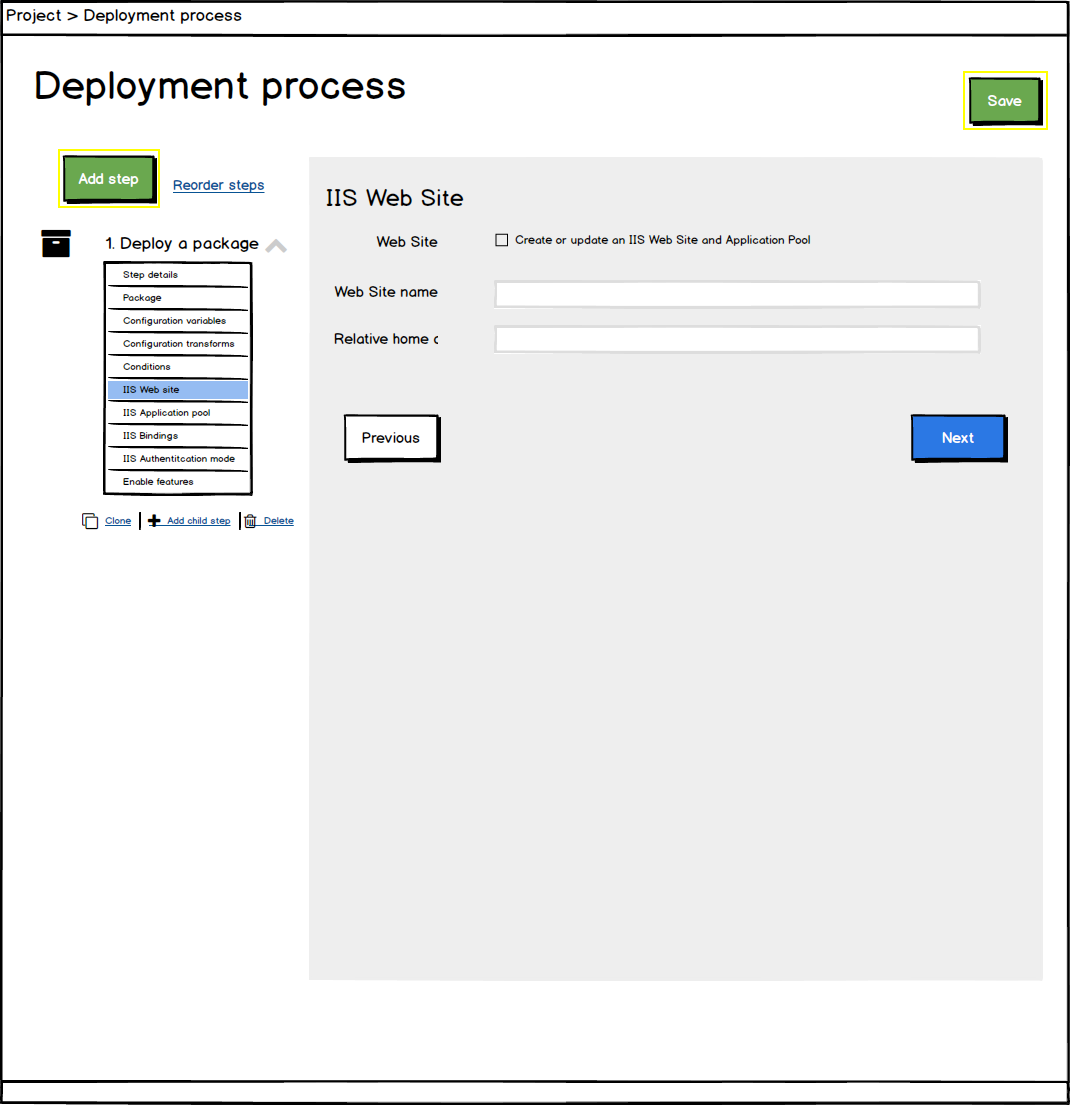 Project > Deployment process
Deployment process
Save
Add step
Reorder steps
1. Deploy a package
Step details
Package
Configuration variables
Configuration transforms
Conditions
IIS Web site
IIS Application pool
IIS Bindings
IIS Authentitcation mode
Enable features
Clone
Add child step
Delete
IIS Web Site
Web Site
Create or update an IIS Web Site and Application Pool
Web Site name
Relative home
Previous
Next